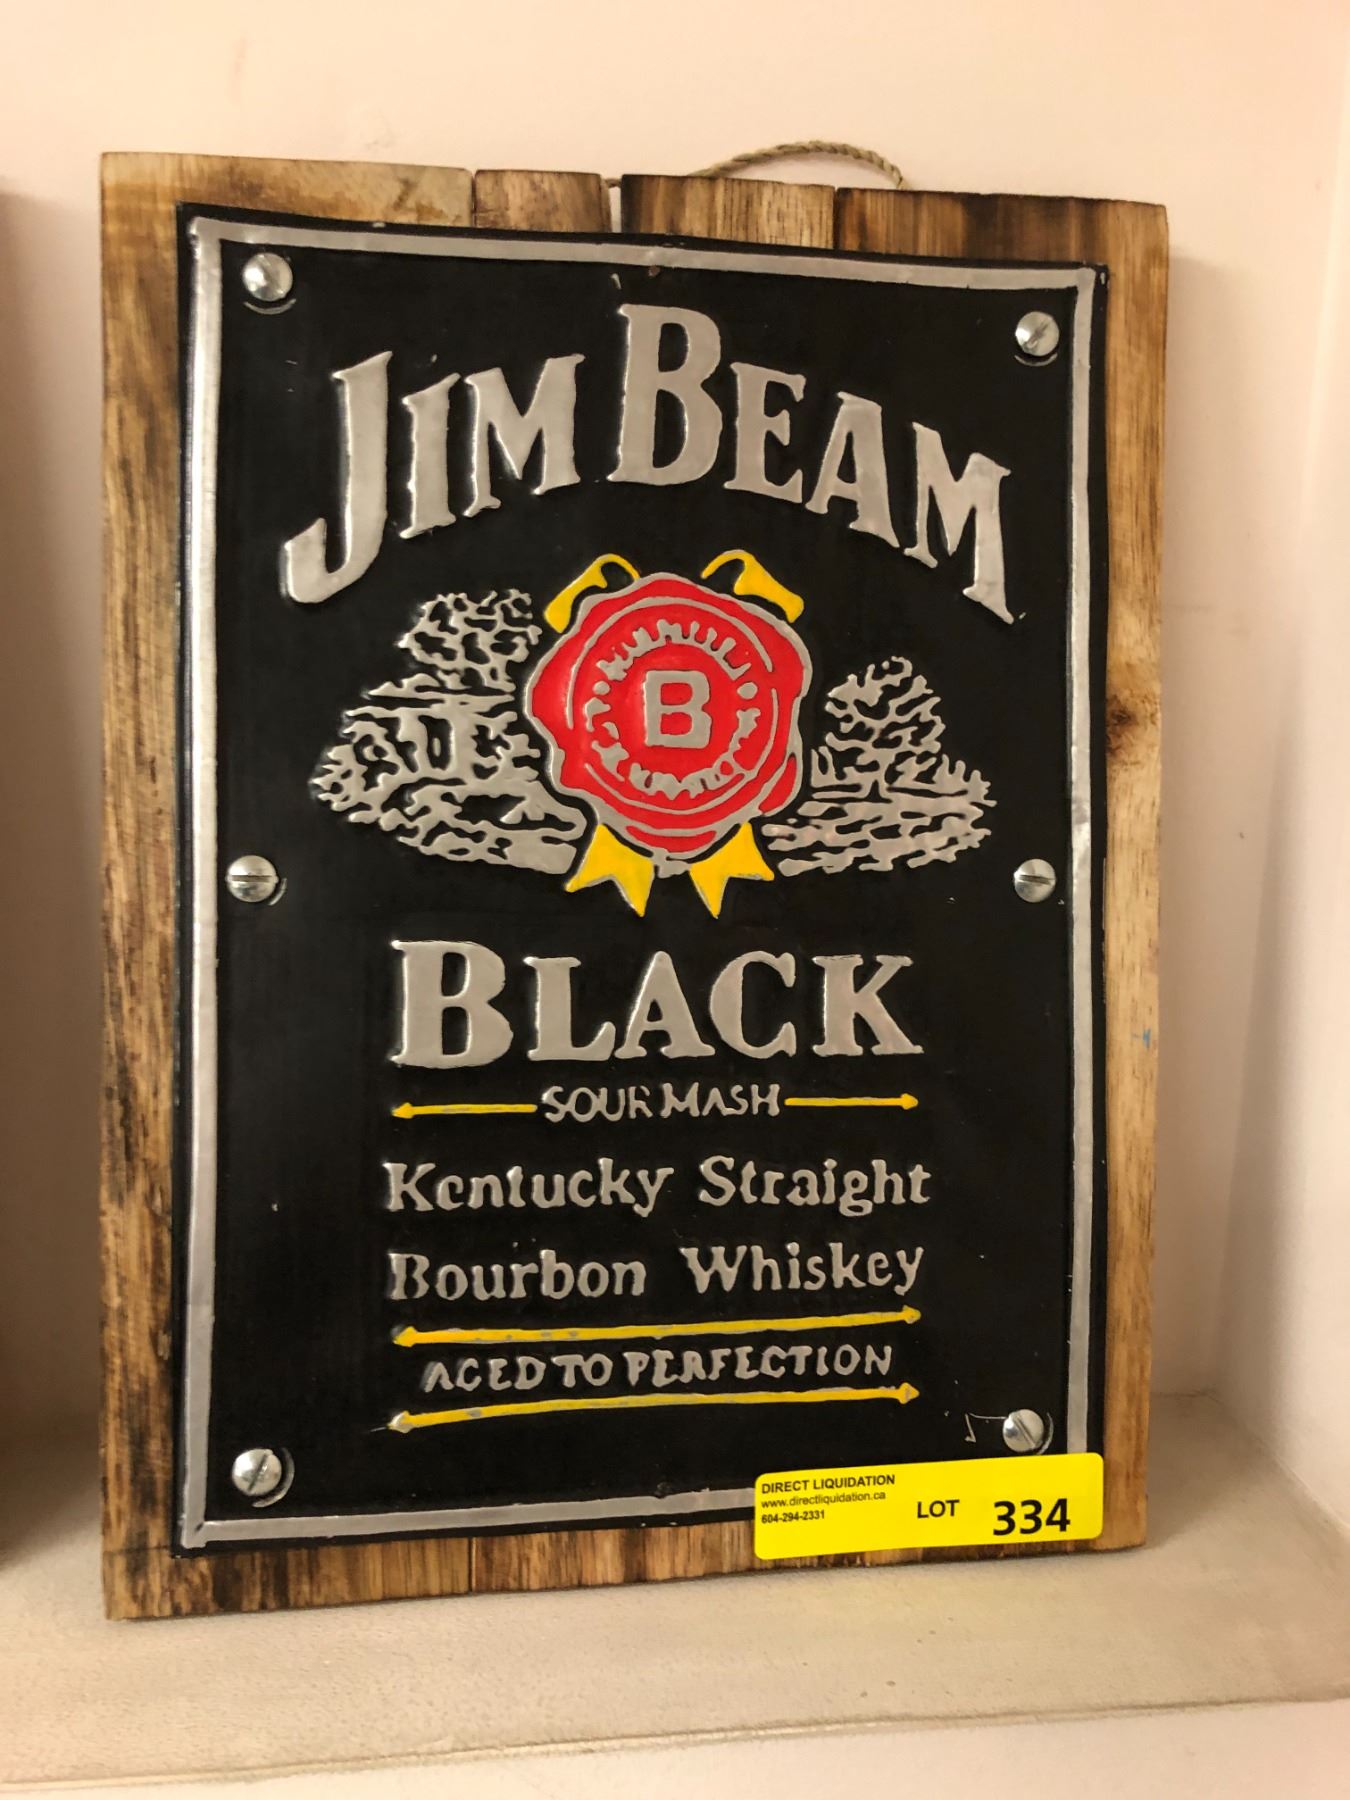 JIM BEAM
B
BLACK
SOUR MASH
Kentucky Straight
Bourbon Whiskey
AGED TO PERFECTION
DIRECT LIQUIDATION
www.directliquidation.ca
604-294-2331
LOT 334